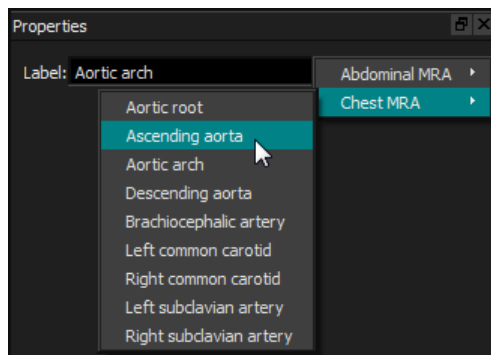 Properties
Label: Aortic arch
Abdominal MRA
Chest MRA
Aortic root
Ascending aorta
Aortic arch
Descending aorta
Brachiocephalic artery
Left common carotid
Right common carotid
Left subclavian artery
Right subclavian artery